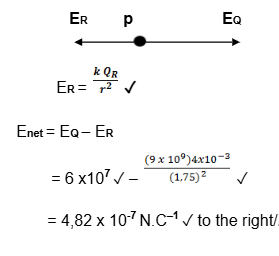 ER p EQ
ER = k QR / r² ✓
Enet = EQ – ER
= 6 x10⁷ ✓ – (9 x 10⁹)4x10⁻³ / (1,75)² ✓
= 4,82 x 10⁻⁷ N.C⁻¹ ✓ to the right/